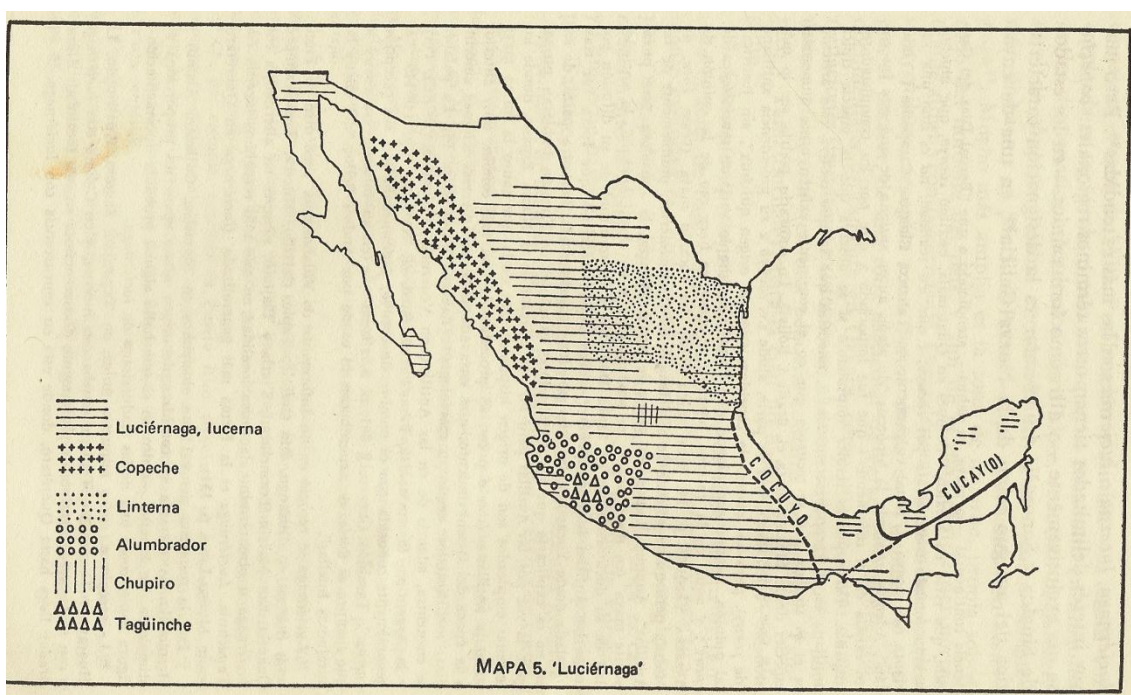 COCUYO
CUCAY(O)
Luciérnaga, lucerna
Copeche
Linterna
Alumbrador
Chupiro
Tagüinche
MAPA 5. 'Luciérnaga'